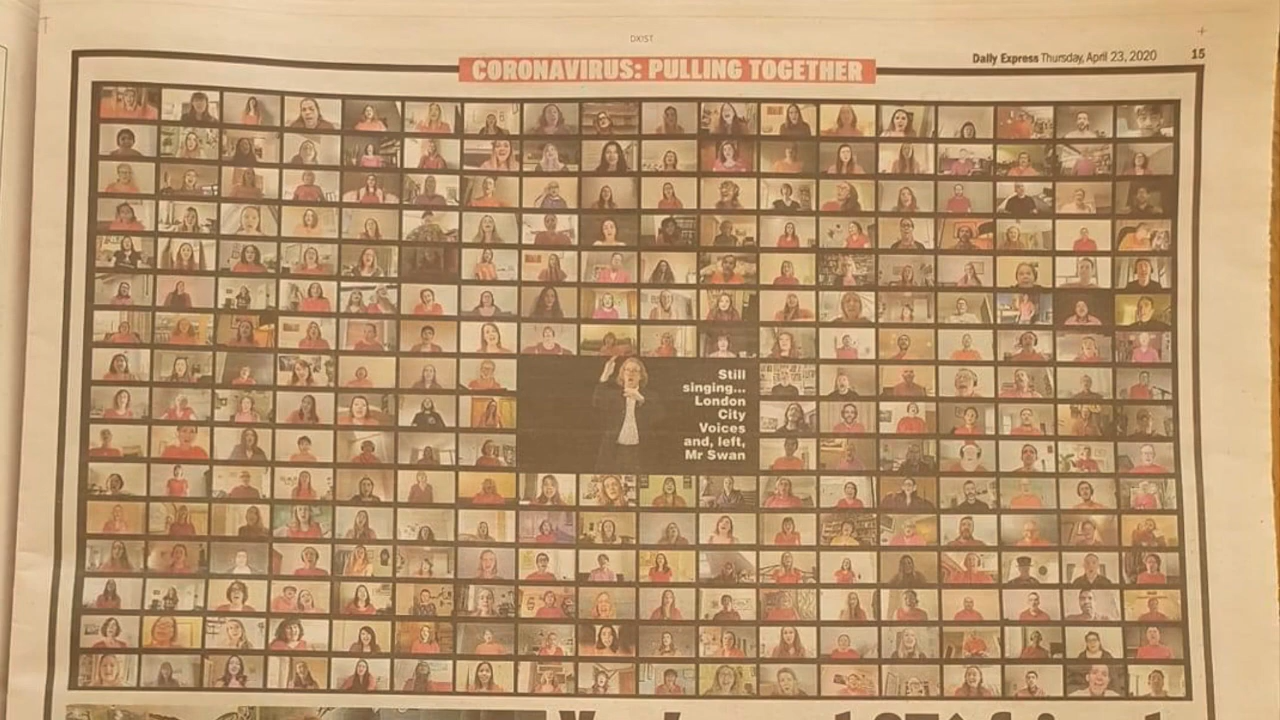 CORONAVIRUS: PULLING TOGETHER
Daily Express Thursday, April 23, 2020 15
Still
singing...
London
City
Voices
and, left,
Mr Swan